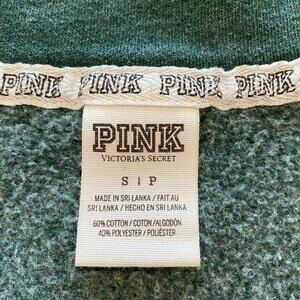 PINK PINK PINK PINK
PINK
VICTORIA'S SECRET
S | P
MADE IN SRI LANKA / FAIT AU
SRI LANKA / HECHO EN SRI LANKA
60% COTTON / COTON / ALGODÓN
40% POLYESTER / POLIÉSTER